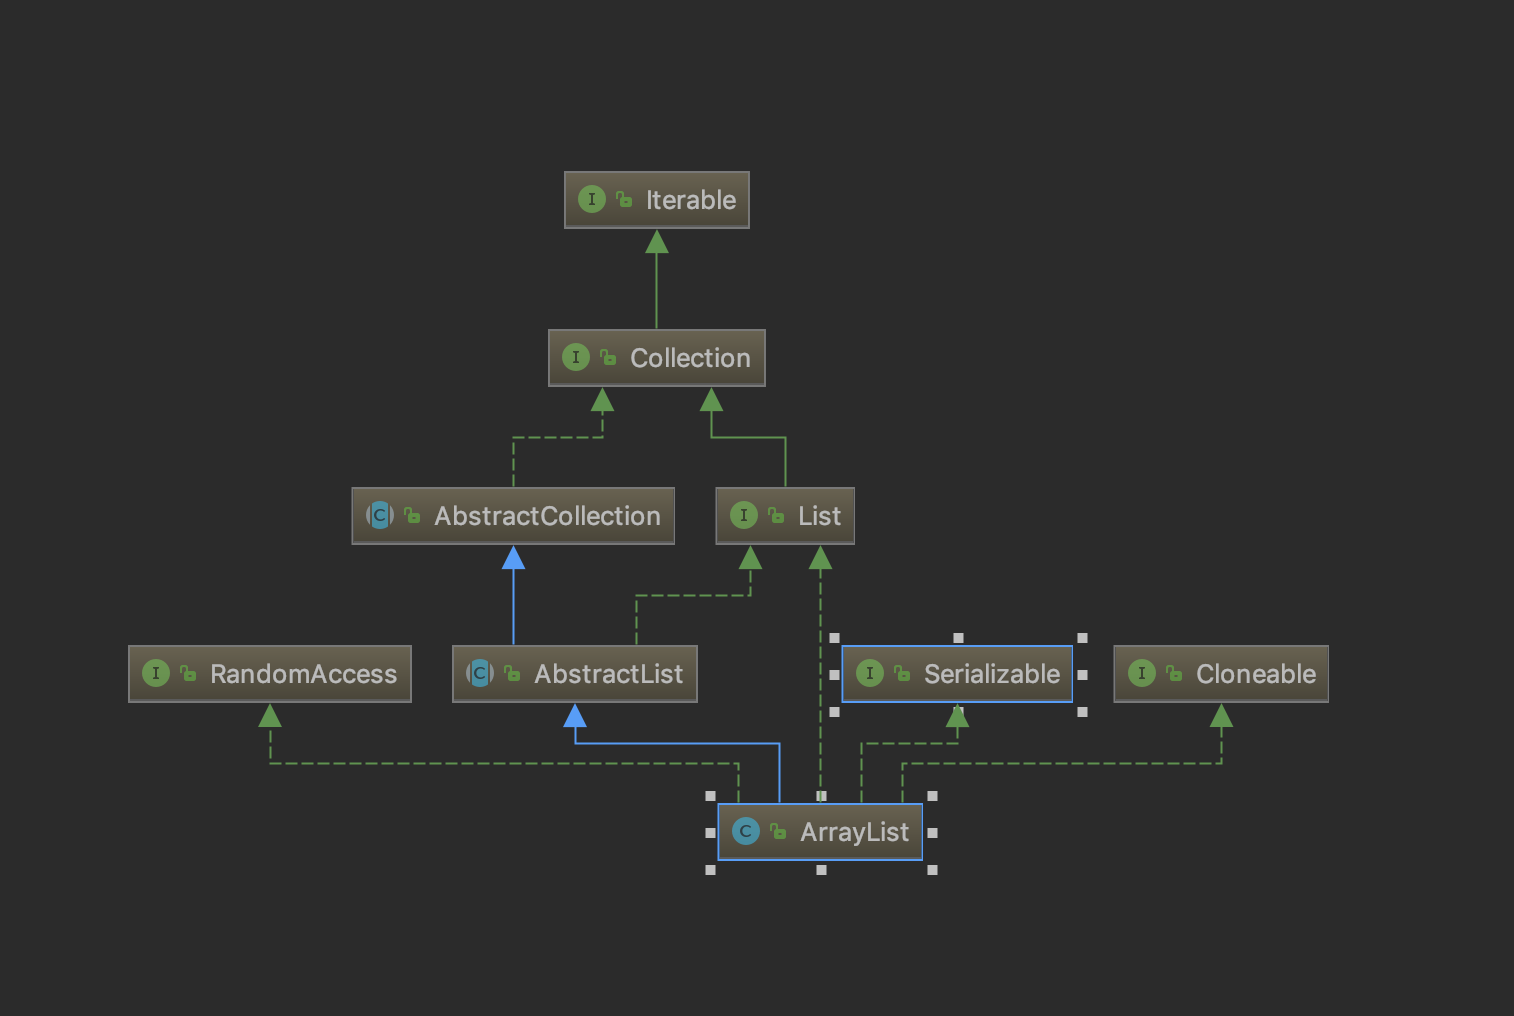 I Iterable
I Collection
C AbstractCollection
I List
I RandomAccess
C AbstractList
I Serializable
I Cloneable
C ArrayList